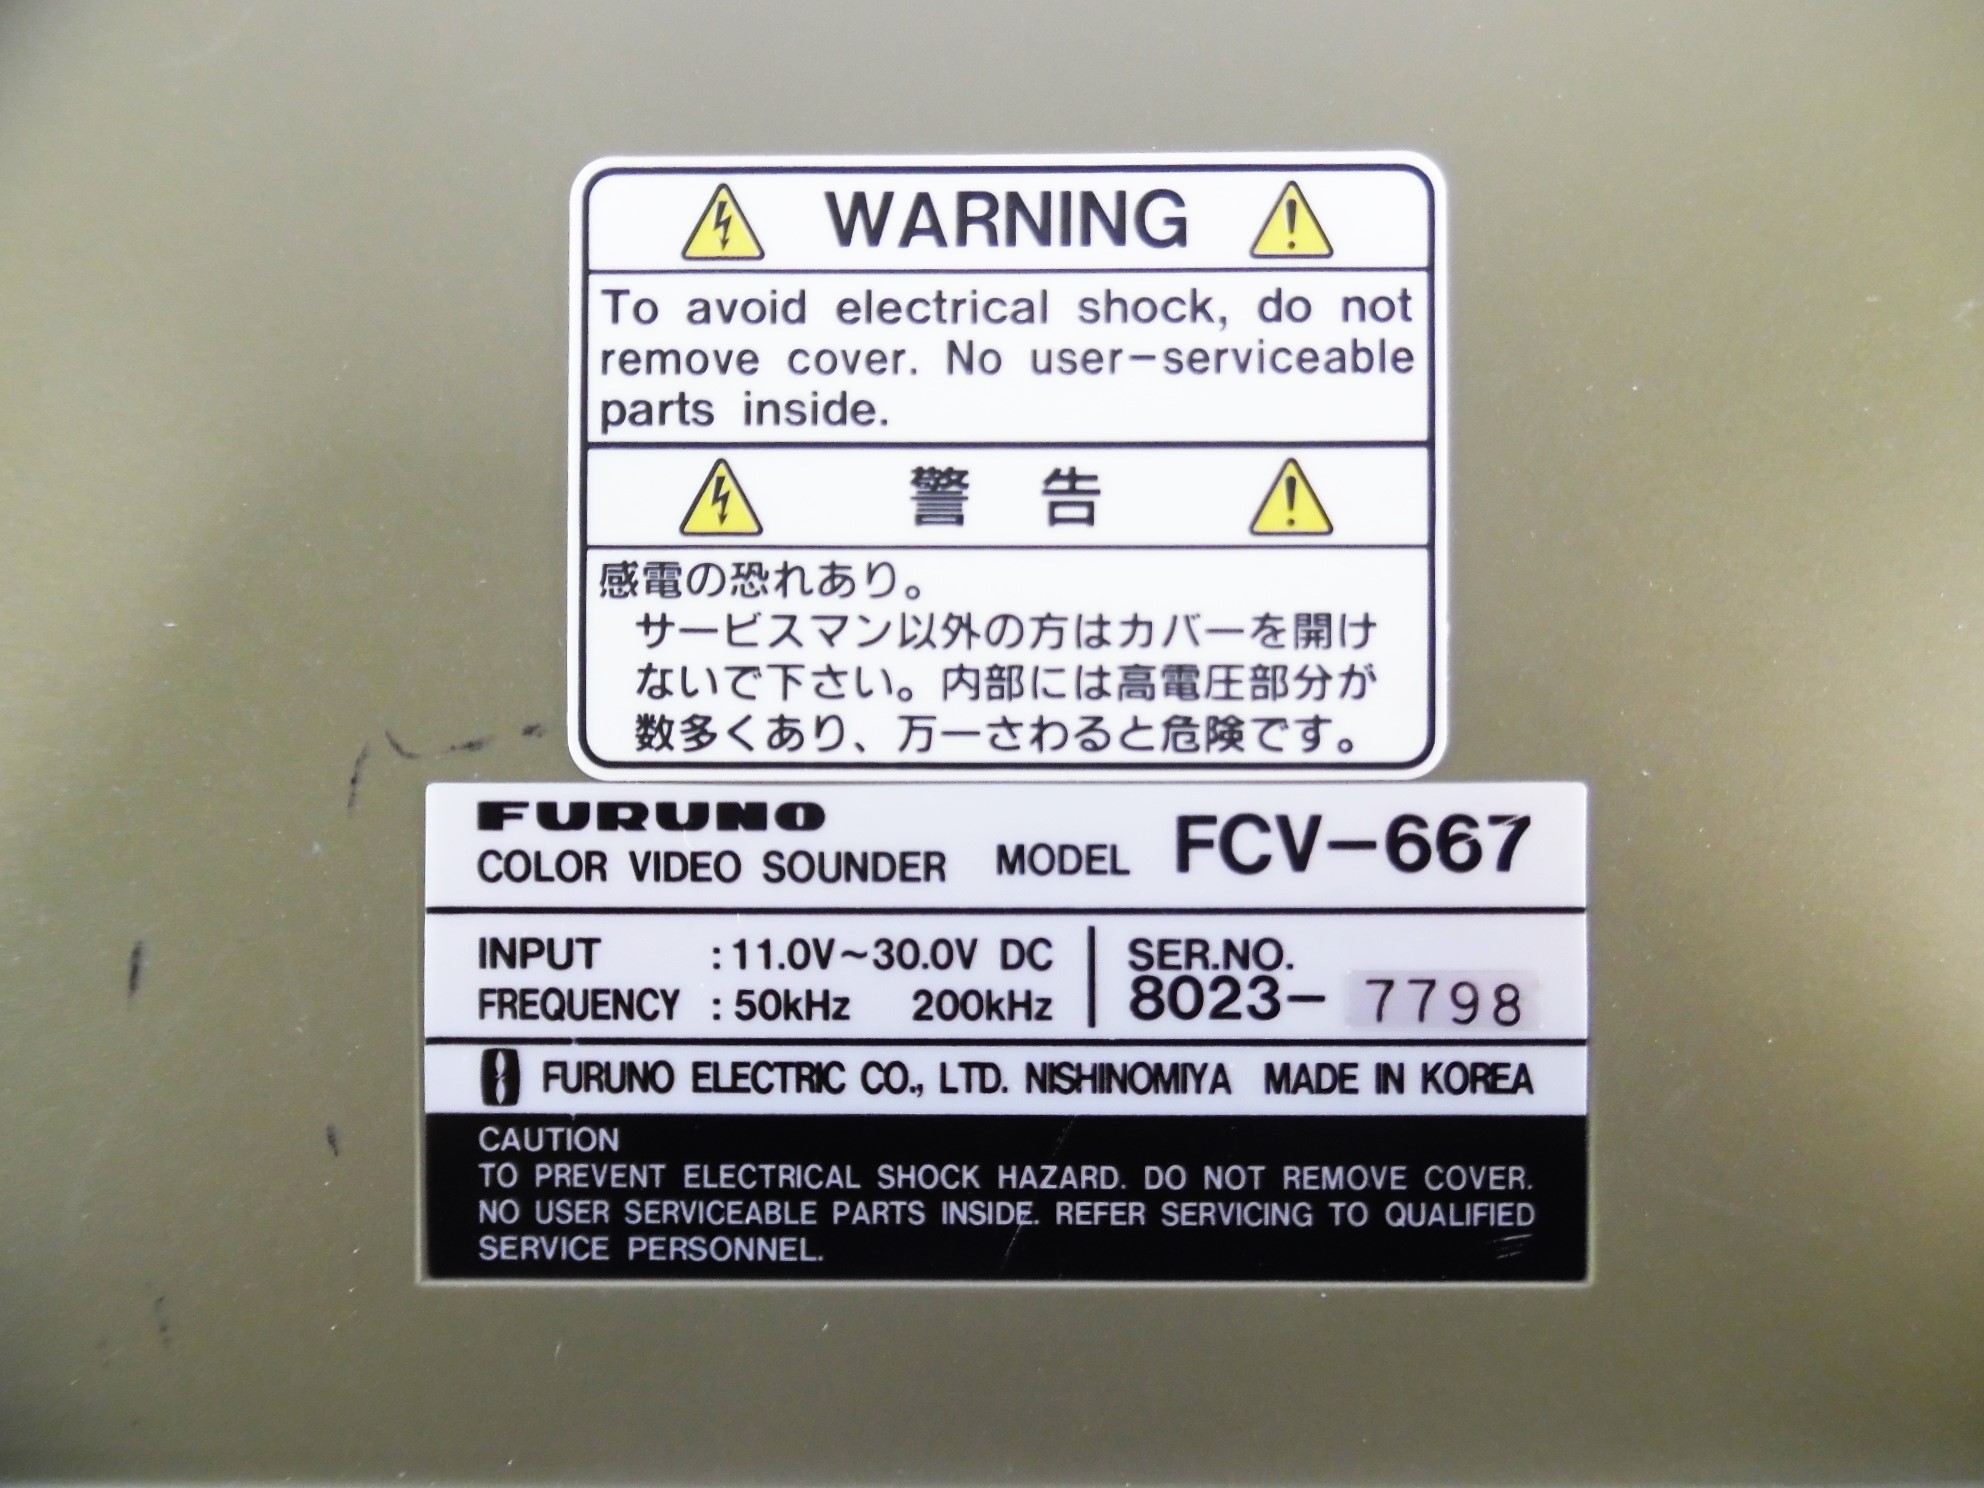 WARNING
To avoid electrical shock, do not
remove cover. No user-serviceable
parts inside.
警 告
感電の恐れあり。
サービスマン以外の方はカバーを開け
ないで下さい。内部には高電圧部分が
数多くあり、万一さわると危険です。
FURUNO
COLOR VIDEO SOUNDER MODEL FCV-667
INPUT :11.0V~30.0V DC
FREQUENCY : 50kHz 200kHz
SER.NO.
8023- 7798
FURUNO ELECTRIC CO., LTD. NISHINOMIYA MADE IN KOREA
CAUTION
TO PREVENT ELECTRICAL SHOCK HAZARD. DO NOT REMOVE COVER.
NO USER SERVICEABLE PARTS INSIDE. REFER SERVICING TO QUALIFIED
SERVICE PERSONNEL.